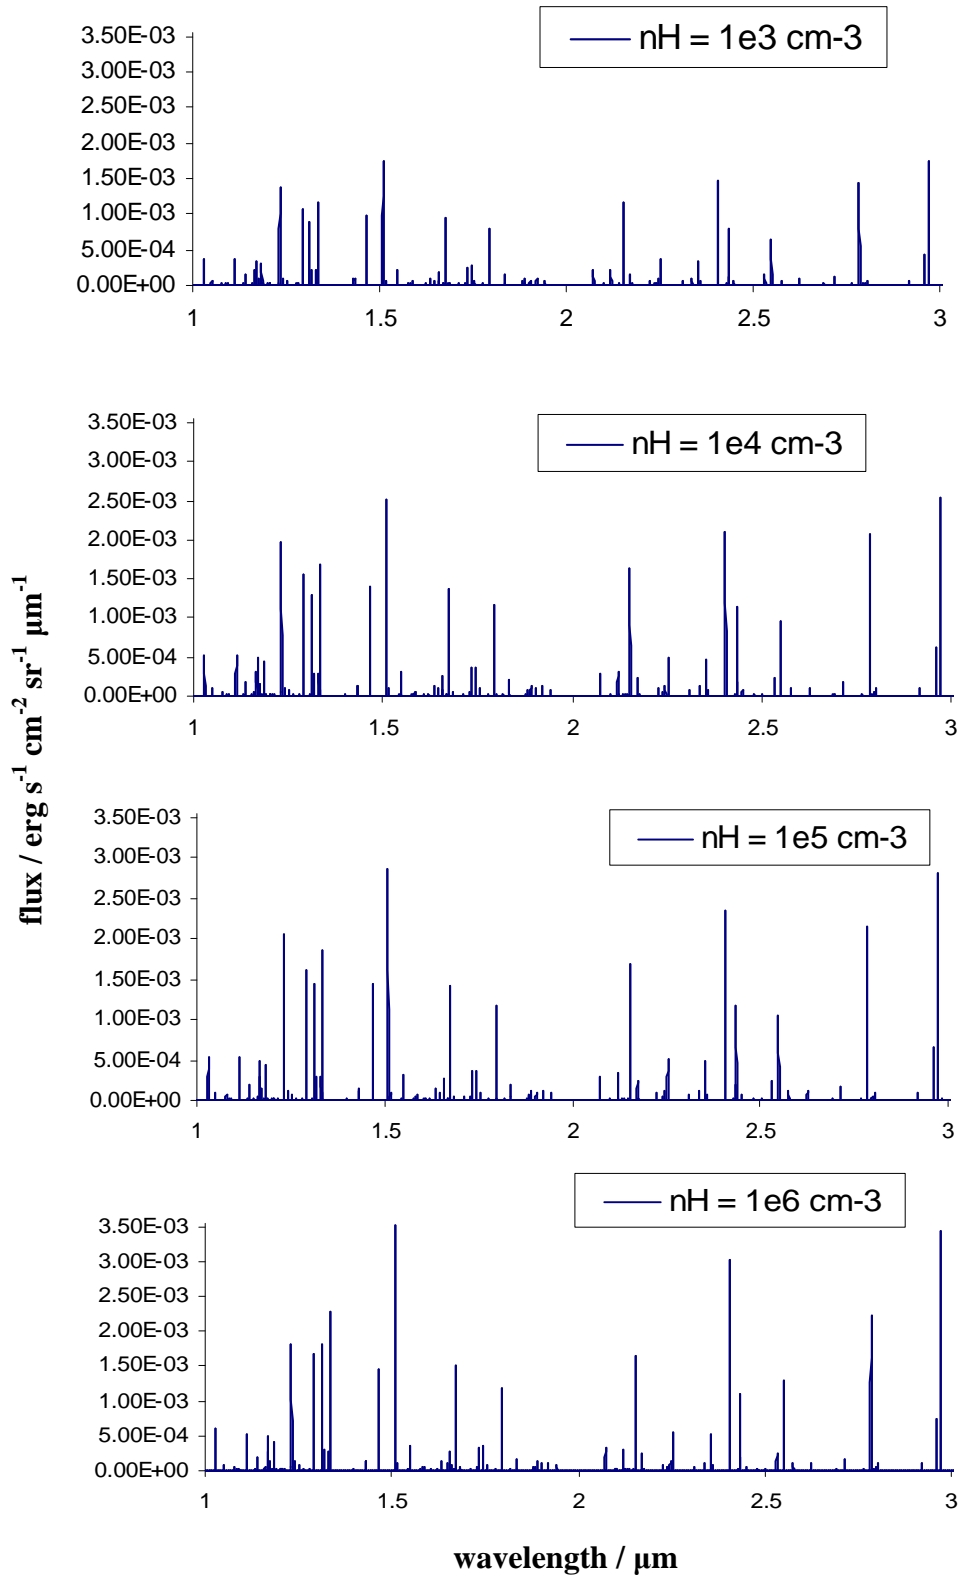 nH = 1e3 cm-3
3.50E-03
3.00E-03
2.50E-03
2.00E-03
1.50E-03
1.00E-03
5.00E-04
0.00E+00
1 1.5 2 2.5 3
nH = 1e4 cm-3
3.50E-03
3.00E-03
2.50E-03
2.00E-03
1.50E-03
1.00E-03
5.00E-04
0.00E+00
1 1.5 2 2.5 3
flux / erg s-1 cm-2 sr-1 µm-1
nH = 1e5 cm-3
3.50E-03
3.00E-03
2.50E-03
2.00E-03
1.50E-03
1.00E-03
5.00E-04
0.00E+00
1 1.5 2 2.5 3
nH = 1e6 cm-3
3.50E-03
3.00E-03
2.50E-03
2.00E-03
1.50E-03
1.00E-03
5.00E-04
0.00E+00
1 1.5 2 2.5 3
wavelength / µm